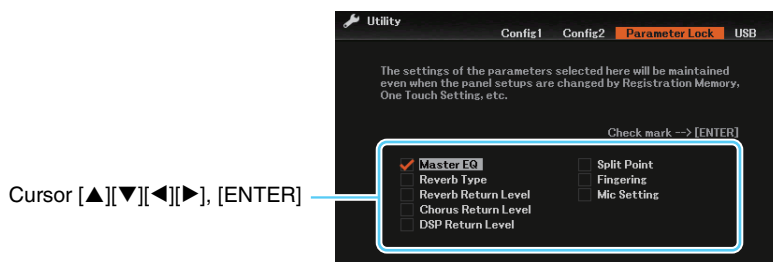 Utility
Config1 Config2 Parameter Lock USB
The settings of the parameters selected here will be maintained
even when the panel setups are changed by Registration Memory,
One Touch Setting, etc.
Check mark --> [ENTER]
Master EQ
Reverb Type
Reverb Return Level
Chorus Return Level
DSP Return Level
Split Point
Fingering
Mic Setting
Cursor [▲][▼][◀][▶], [ENTER]